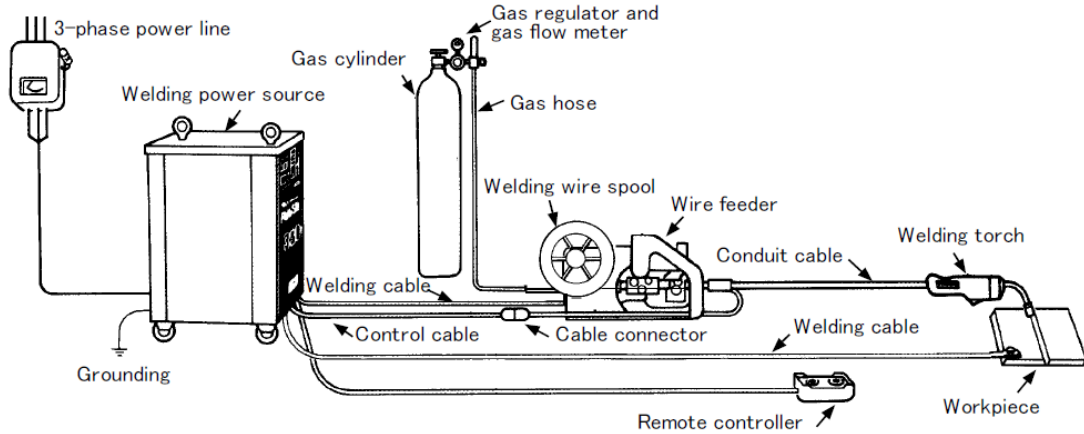 3-phase power line
Gas regulator and
gas flow meter
Gas cylinder
Welding power source
Gas hose
Welding wire spool
Wire feeder
Welding torch
Conduit cable
Welding cable
Control cable
Cable connector
Welding cable
Grounding
Remote controller
Workpiece